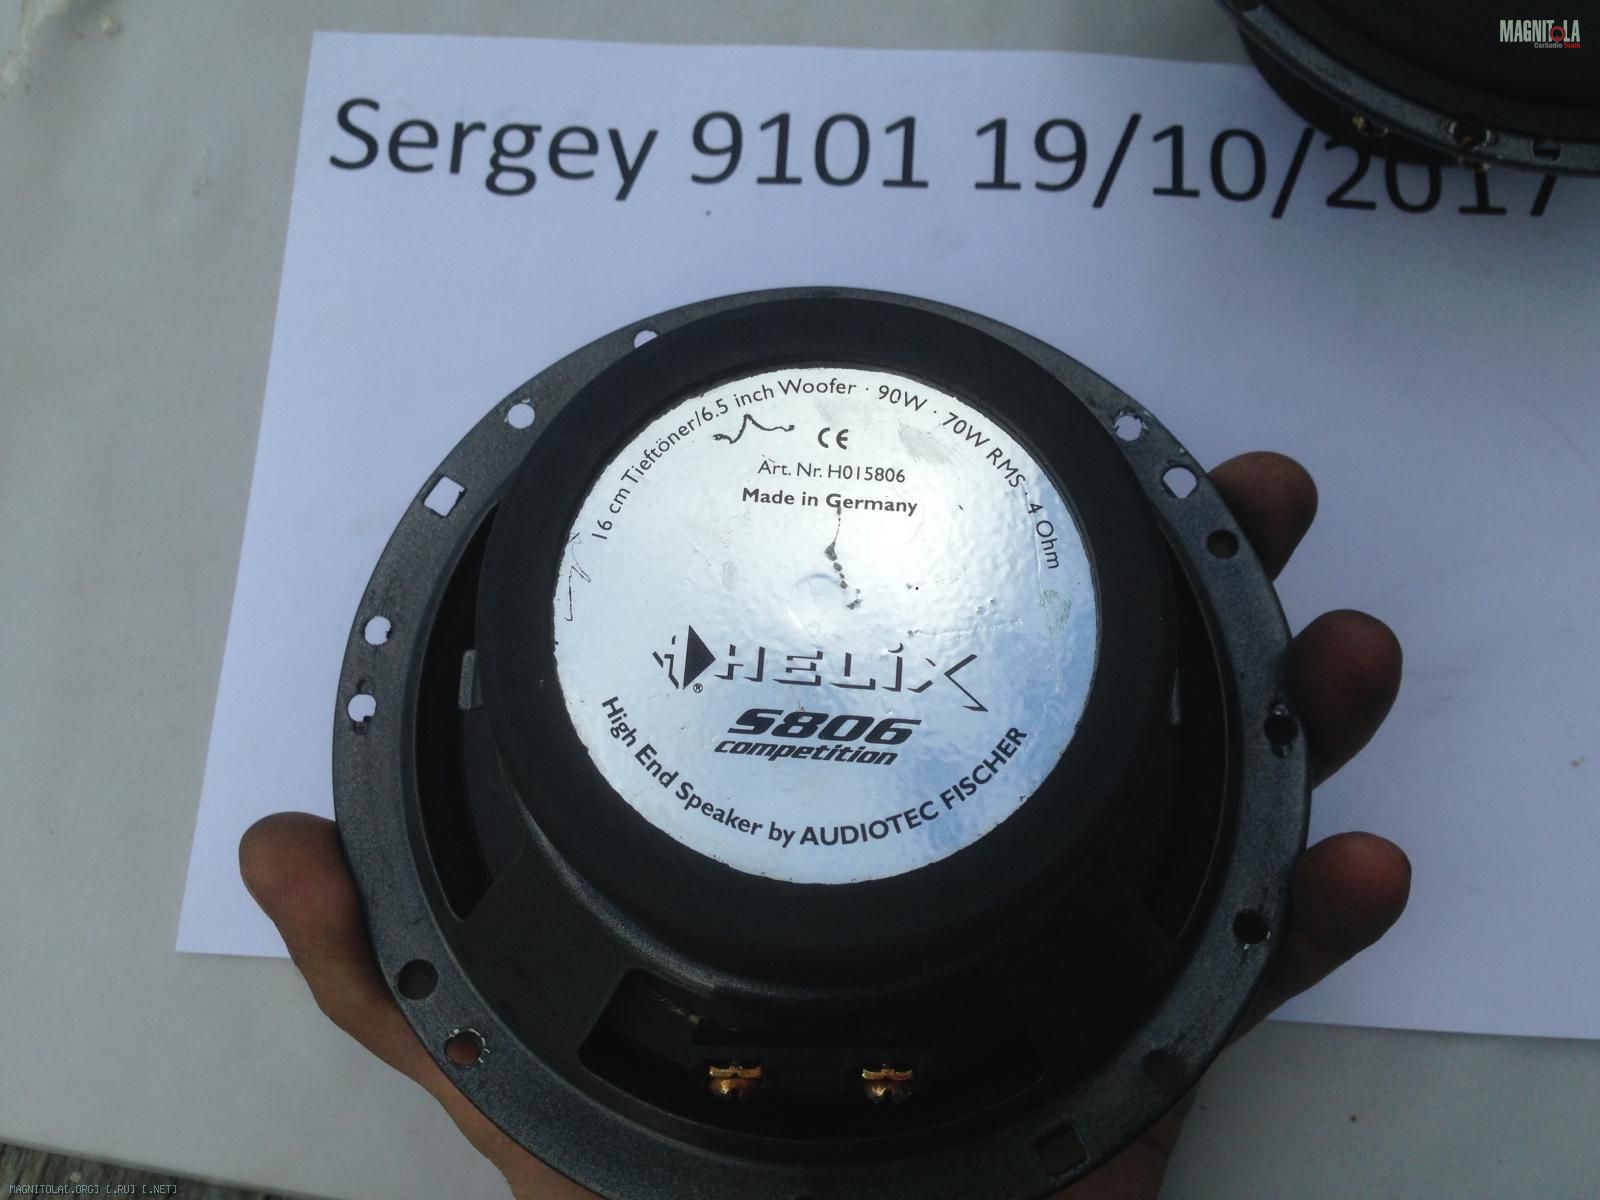 MAGNITOLA
CarAudio Team
Sergey 9101 19/10/2017
16 cm Tieftöner/6.5 inch Woofer · 90W · 70W RMS · 4 Ohm
CE
Art. Nr. H015806
Made in Germany
HELiX
®
S806
competition
High End Speaker by AUDIOTEC FISCHER
MAGNITOLA[.ORG] [.RU] [.NET]